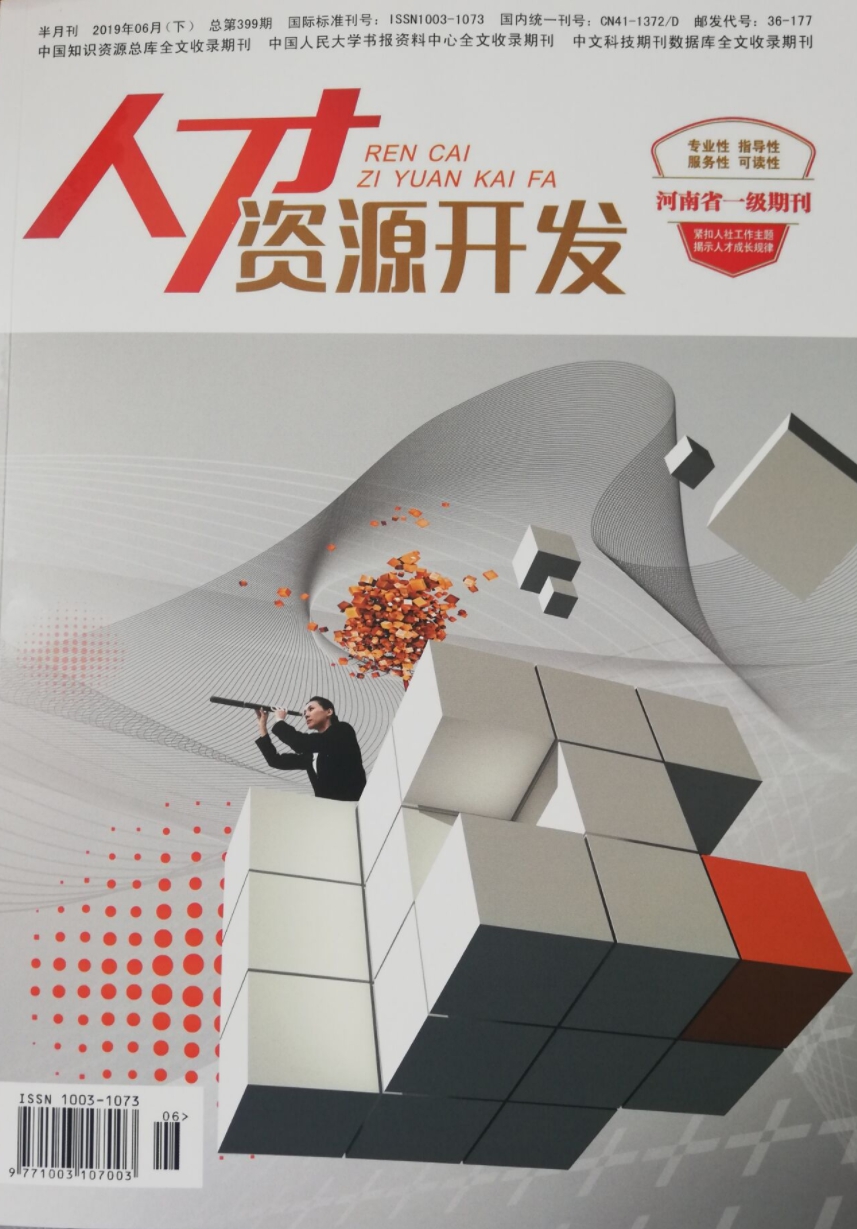 半月刊 2019年06月(下) 总第399期 国际标准刊号:ISSN1003-1073 国内统一刊号:CN41-1372/D 邮发代号:36-177
中国知识资源总库全文收录期刊 中国人民大学书报资料中心全文收录期刊 中文科技期刊数据库全文收录期刊
人才
REN CAI
ZI YUAN KAI FA
资源开发
专业性 指导性
服务性 可读性
河南省一级期刊
紧扣人社工作主题
揭示人才成长规律
ISSN 1003-1073
06>
9 771003 107003